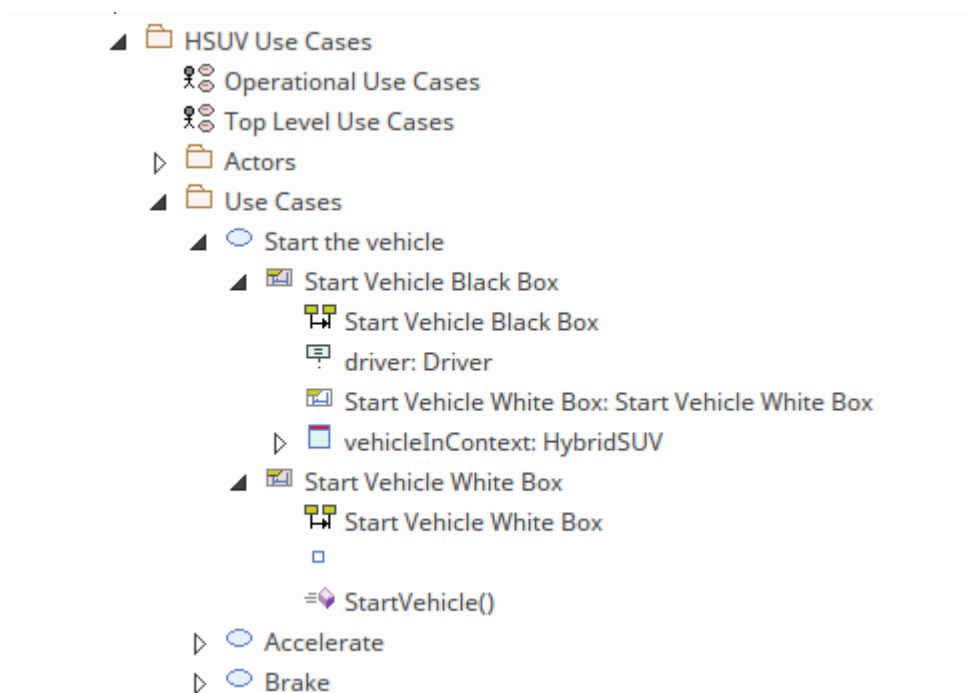 HSUV Use Cases
Operational Use Cases
Top Level Use Cases
Actors
Use Cases
Start the vehicle
Start Vehicle Black Box
Start Vehicle Black Box
driver: Driver
Start Vehicle White Box: Start Vehicle White Box
vehicleInContext: HybridSUV
Start Vehicle White Box
Start Vehicle White Box
StartVehicle()
Accelerate
Brake